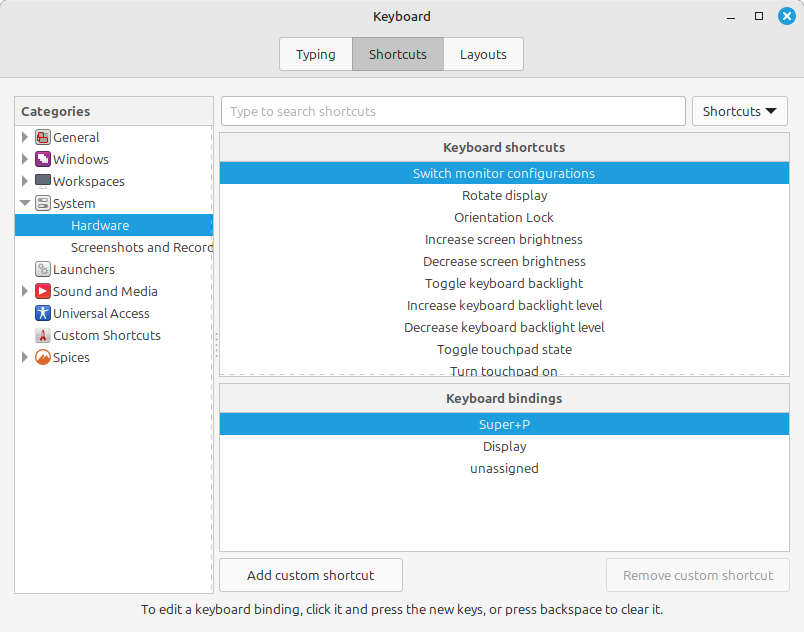 Keyboard
Typing
Shortcuts
Layouts
Categories
General
Windows
Workspaces
System
Hardware
Screenshots and Record
Launchers
Sound and Media
Universal Access
Custom Shortcuts
Spices
Type to search shortcuts
Shortcuts
Keyboard shortcuts
Switch monitor configurations
Rotate display
Orientation Lock
Increase screen brightness
Decrease screen brightness
Toggle keyboard backlight
Increase keyboard backlight level
Decrease keyboard backlight level
Toggle touchpad state
Turn touchpad on
Keyboard bindings
Super+P
Display
unassigned
Add custom shortcut
Remove custom shortcut
To edit a keyboard binding, click it and press the new keys, or press backspace to clear it.